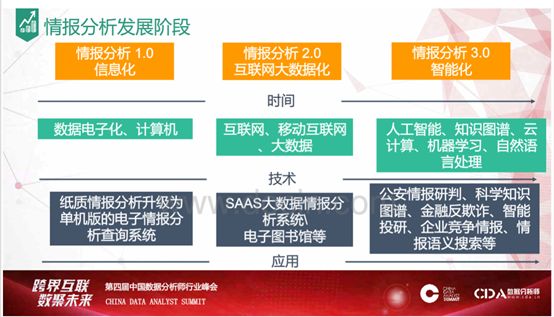 情报分析发展阶段
情报分析 1.0
信息化
情报分析 2.0
互联网大数据化
情报分析 3.0
智能化
时间
数据电子化、计算机
互联网、移动互联网
、大数据
人工智能、知识图谱、云
计算、机器学习、自然语
言处理
技术
纸质情报分析升级为
单机版的电子情报分
析查询系统
SAAS大数据情报分
析系统\
电子图书馆等
公安情报研判、科学知识
图谱、金融反欺诈、智能
投研、企业竞争情报、情
报语义搜索等
应用
跨界互联
数聚未来
第四届中国数据分析师行业峰会
CHINA DATA ANALYST SUMMIT
CHINA
DATA
ANALYST
SUMMIT
CDA 数据分析师
www.cda.cn